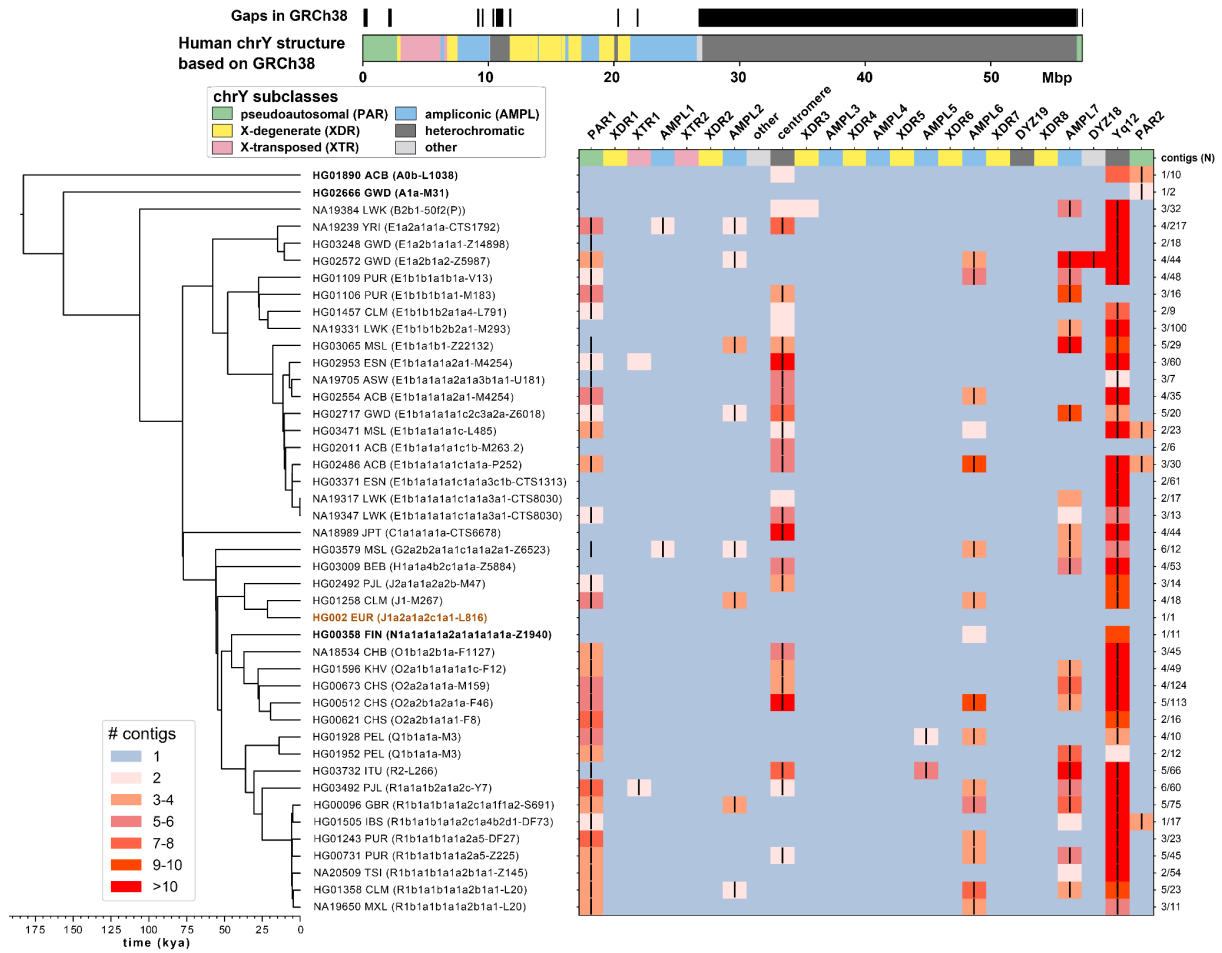 Gaps in GRCh38
Human chrY structure
based on GRCh38
0 10 20 30 40 50 Mbp
chrY subclasses
pseudoautosomal (PAR) ampliconic (AMPL)
X-degenerate (XDR) heterochromatic
X-transposed (XTR) other
PAR1 XDR1 XTR1 AMPL1 XTR2 XDR2 AMPL2 other centromere XDR3 AMPL3 XDR4 AMPL4 XDR5 AMPL5 XDR6 AMPL6 XDR7 DYZ19 XDR8 AMPL7 DYZ18 Yq12 PAR2
contigs (N)
HG01890 ACB (A0b-L1038) 1/10
HG02666 GWD (A1a-M31) 1/2
NA19384 LWK (B2b1-50f2(P)) 3/32
NA19239 YRI (E1a2a1a1a-CTS1792) 4/217
HG03248 GWD (E1a2b1a1a1-Z14898) 2/18
HG02572 GWD (E1a2b1a2-Z5987) 4/44
HG01109 PUR (E1b1b1a1b1a-V13) 4/48
HG01106 PUR (E1b1b1b1a1-M183) 3/16
HG01457 CLM (E1b1b1b2a1a4-L791) 2/9
NA19331 LWK (E1b1b1b2b2a1-M293) 3/100
HG03065 MSL (E1b1a1b1-Z22132) 5/29
HG02953 ESN (E1b1a1a1a2a1-M4254) 3/60
NA19705 ASW (E1b1a1a1a2a1a3b1a1-U181) 3/7
HG02554 ACB (E1b1a1a1a2a1-M4254) 4/35
HG02717 GWD (E1b1a1a1a1c2c3a2a-Z6018) 5/20
HG03471 MSL (E1b1a1a1a1c-L485) 2/23
HG02011 ACB (E1b1a1a1a1c1b-M263.2) 2/6
HG02486 ACB (E1b1a1a1a1c1a1a-P252) 3/30
HG03371 ESN (E1b1a1a1a1c1a1a3c1b-CTS1313) 2/61
NA19317 LWK (E1b1a1a1a1c1a1a3a1-CTS8030) 2/17
NA19347 LWK (E1b1a1a1a1c1a1a3a1-CTS8030) 3/13
NA18989 JPT (C1a1a1a1a-CTS6678) 4/44
HG03579 MSL (G2a2b2a1a1c1a1a2a1-Z6523) 6/12
HG03009 BEB (H1a1a4b2c1a1a-Z5884) 4/53
HG02492 PJL (J2a1a1a2a2b-M47) 3/14
HG01258 CLM (J1-M267) 4/18
HG002 EUR (J1a2a1a2c1a1-L816) 1/1
HG00358 FIN (N1a1a1a1a2a1a1a1a1a-Z1940) 1/11
NA18534 CHB (O1b1a2b1a-F1127) 3/45
HG01596 KHV (O2a1b1a1a1a1c-F12) 4/49
HG00673 CHS (O2a2a1a1a-M159) 4/124
HG00512 CHS (O2a2b1a2a1a-F46) 5/113
HG00621 CHS (O2a2b1a1a1-F8) 2/16
HG01928 PEL (Q1b1a1a-M3) 4/10
HG01952 PEL (Q1b1a1a-M3) 2/12
HG03732 ITU (R2-L266) 5/66
HG03492 PJL (R1a1a1b2a1a2c-Y7) 6/60
HG00096 GBR (R1b1a1b1a1a2c1a1f1a2-S691) 5/75
HG01505 IBS (R1b1a1b1a1a2c1a4b2d1-DF73) 1/17
HG01243 PUR (R1b1a1b1a1a2a5-DF27) 3/23
HG00731 PUR (R1b1a1b1a1a2a5-Z225) 5/45
NA20509 TSI (R1b1a1b1a1a2b1a1-Z145) 2/54
HG01358 CLM (R1b1a1b1a1a2b1a1-L20) 5/23
NA19650 MXL (R1b1a1b1a1a2b1a1-L20) 3/11
# contigs
1
2
3-4
5-6
7-8
9-10
>10
175 150 125 100 75 50 25 0
time (kya)